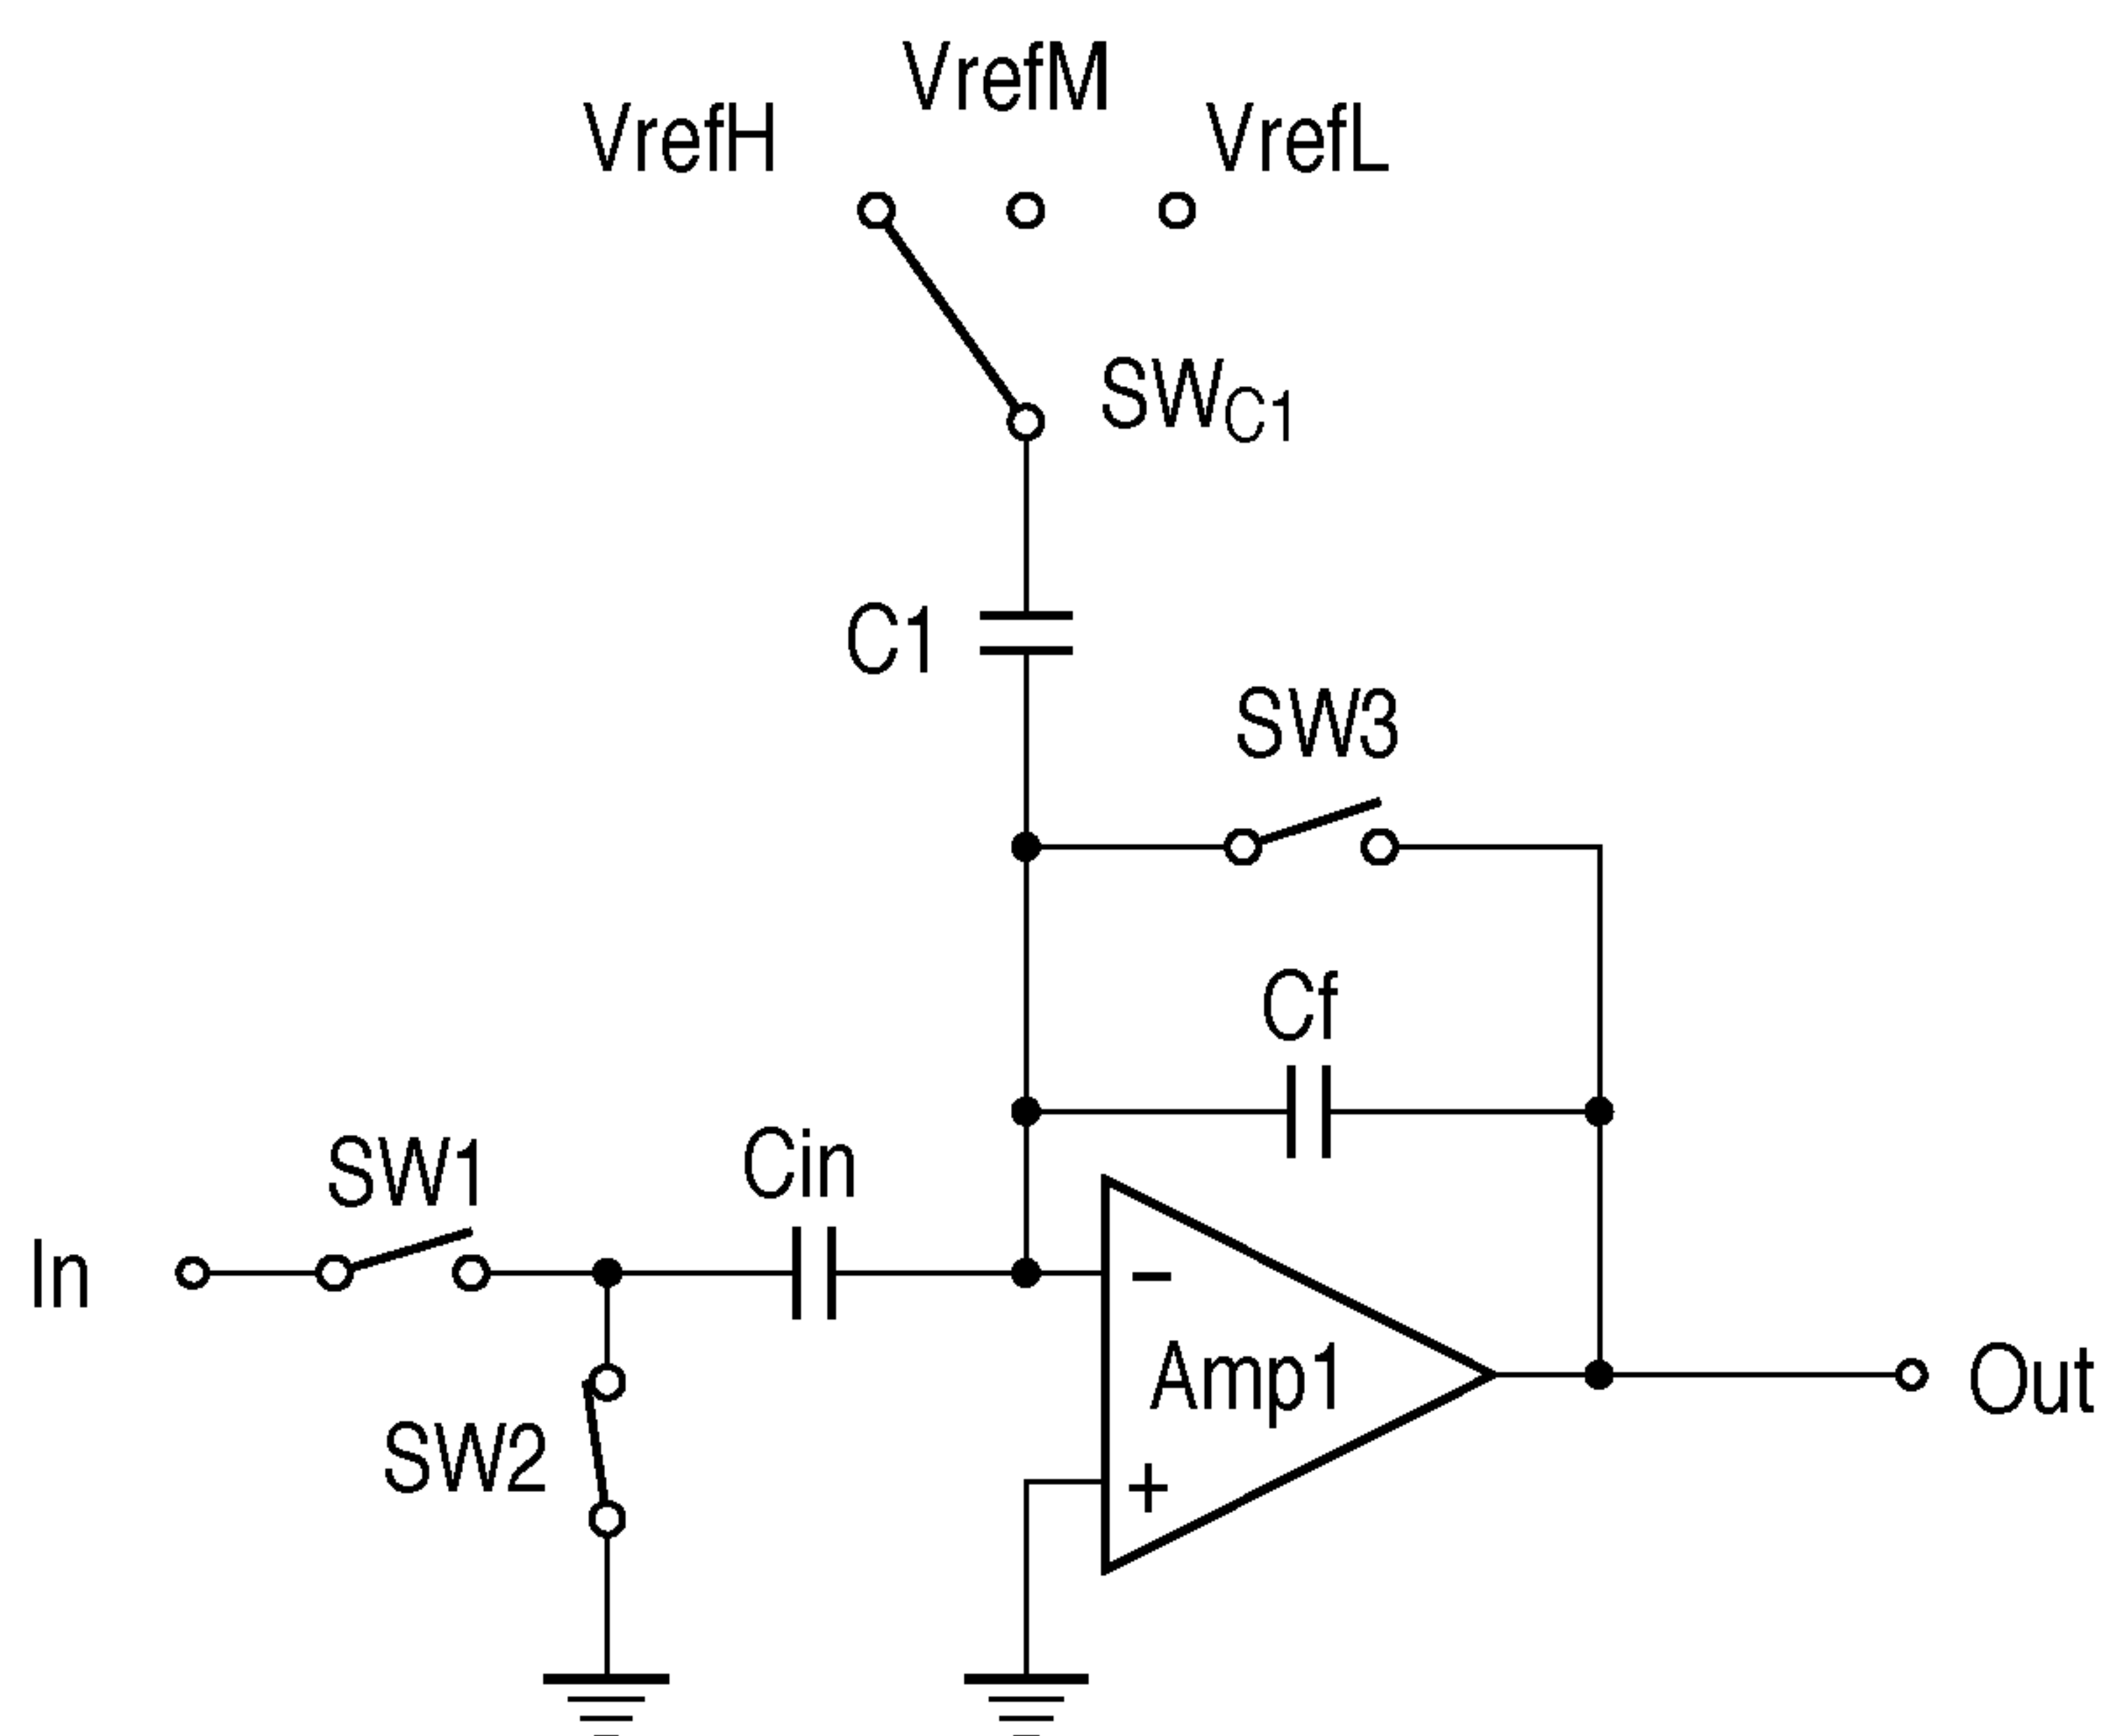 VrefM
VrefH
VrefL
SWC1
C1
SW3
Cf
Cin
SW1
In
−
Amp1
Out
SW2
+